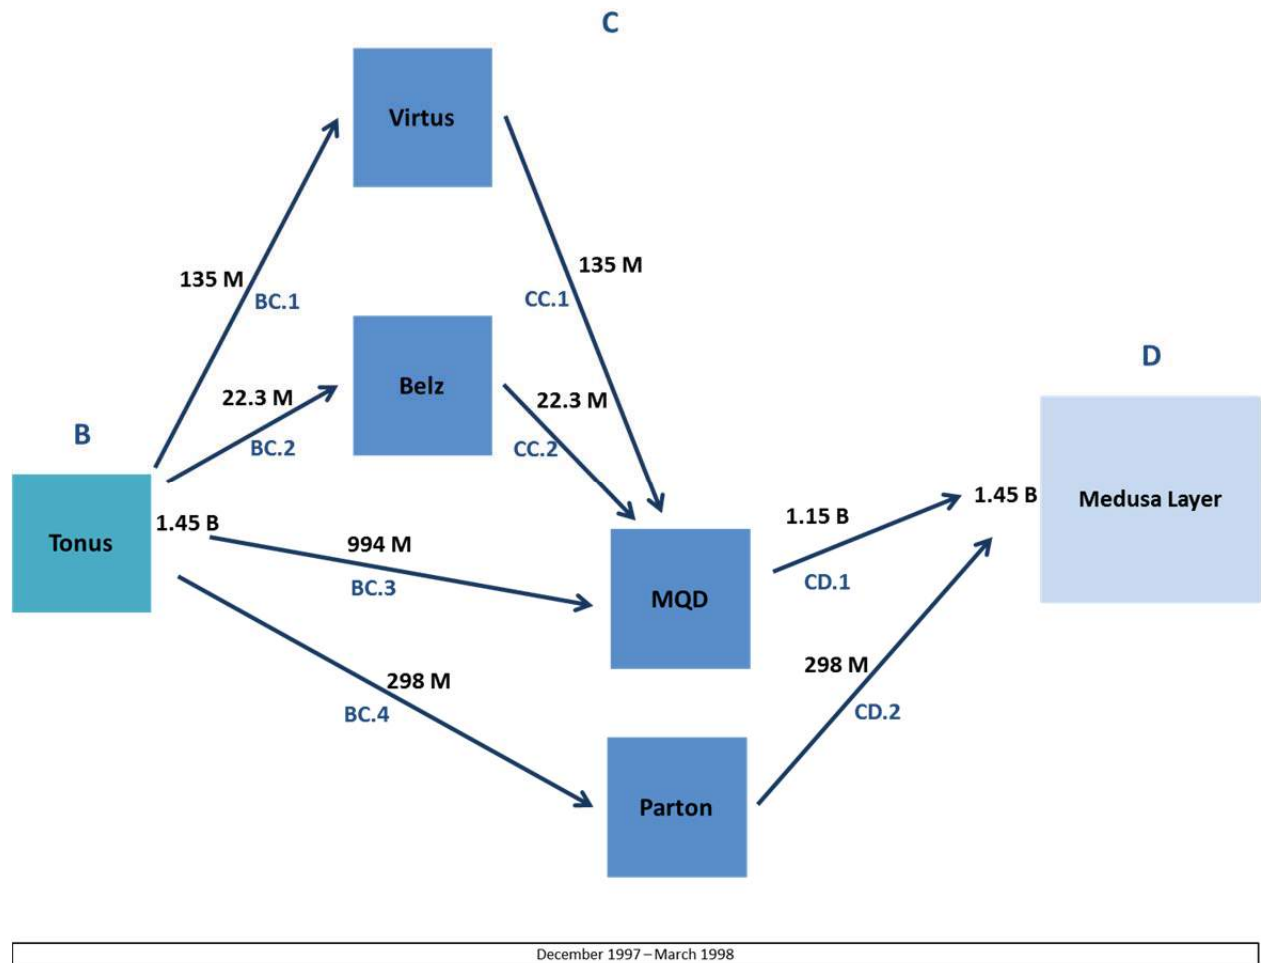 C
Virtus
135 M
BC.1
135 M
CC.1
Belz
22.3 M
BC.2
22.3 M
CC.2
B
Tonus
1.45 B
994 M
BC.3
MQD
298 M
BC.4
Parton
1.15 B
CD.1
298 M
CD.2
D
1.45 B
Medusa Layer
December 1997 – March 1998